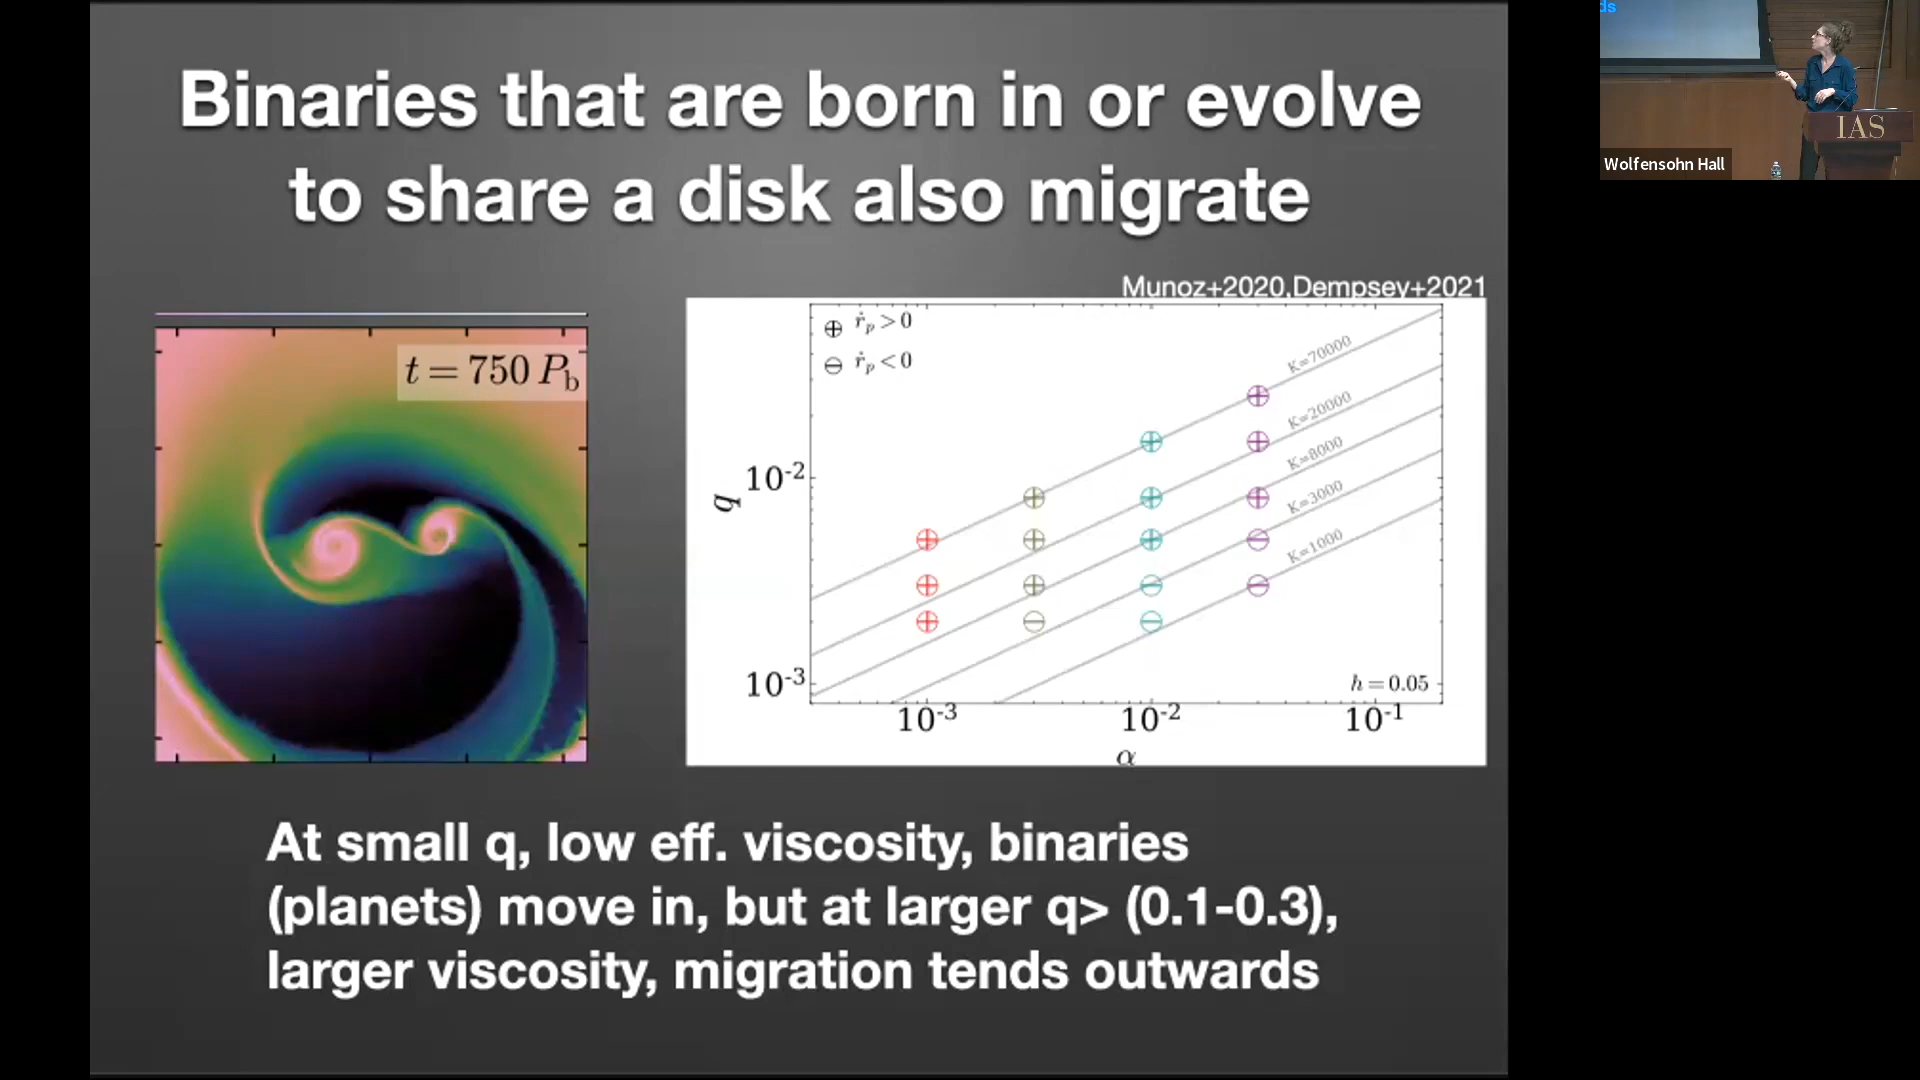 Binaries that are born in or evolve
to share a disk also migrate
Munoz+2020,Dempsey+2021
t = 750 P_b
⊕ ṙ_p > 0
⊖ ṙ_p < 0
K=70000
K=20000
K=8000
K=3000
K=1000
q
10^-2
10^-3
h = 0.05
10^-3 10^-2 10^-1
α
At small q, low eff. viscosity, binaries
(planets) move in, but at larger q> (0.1-0.3),
larger viscosity, migration tends outwards
ds
IAS
Wolfensohn Hall